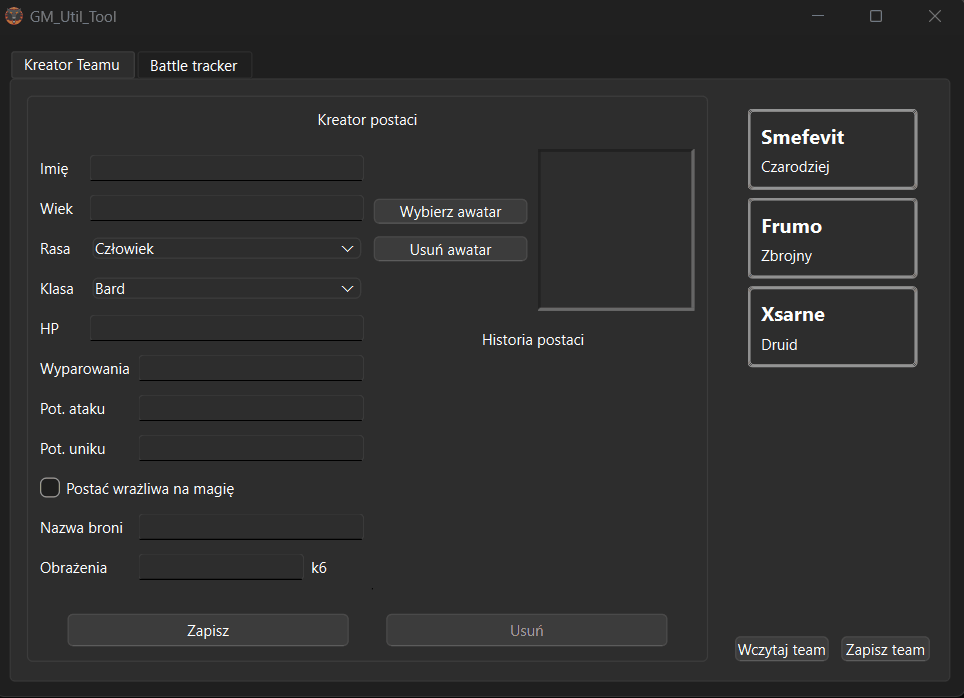 GM_Util_Tool
Kreator Teamu
Battle tracker
Kreator postaci
Imię
Wiek
Rasa
Człowiek
Klasa
Bard
HP
Wyparowania
Pot. ataku
Pot. uniku
Postać wrażliwa na magię
Nazwa broni
Obrażenia
k6
Wybierz awatar
Usuń awatar
Historia postaci
Zapisz
Usuń
Smefevit
Czarodziej
Frumo
Zbrojny
Xsarne
Druid
Wczytaj team
Zapisz team